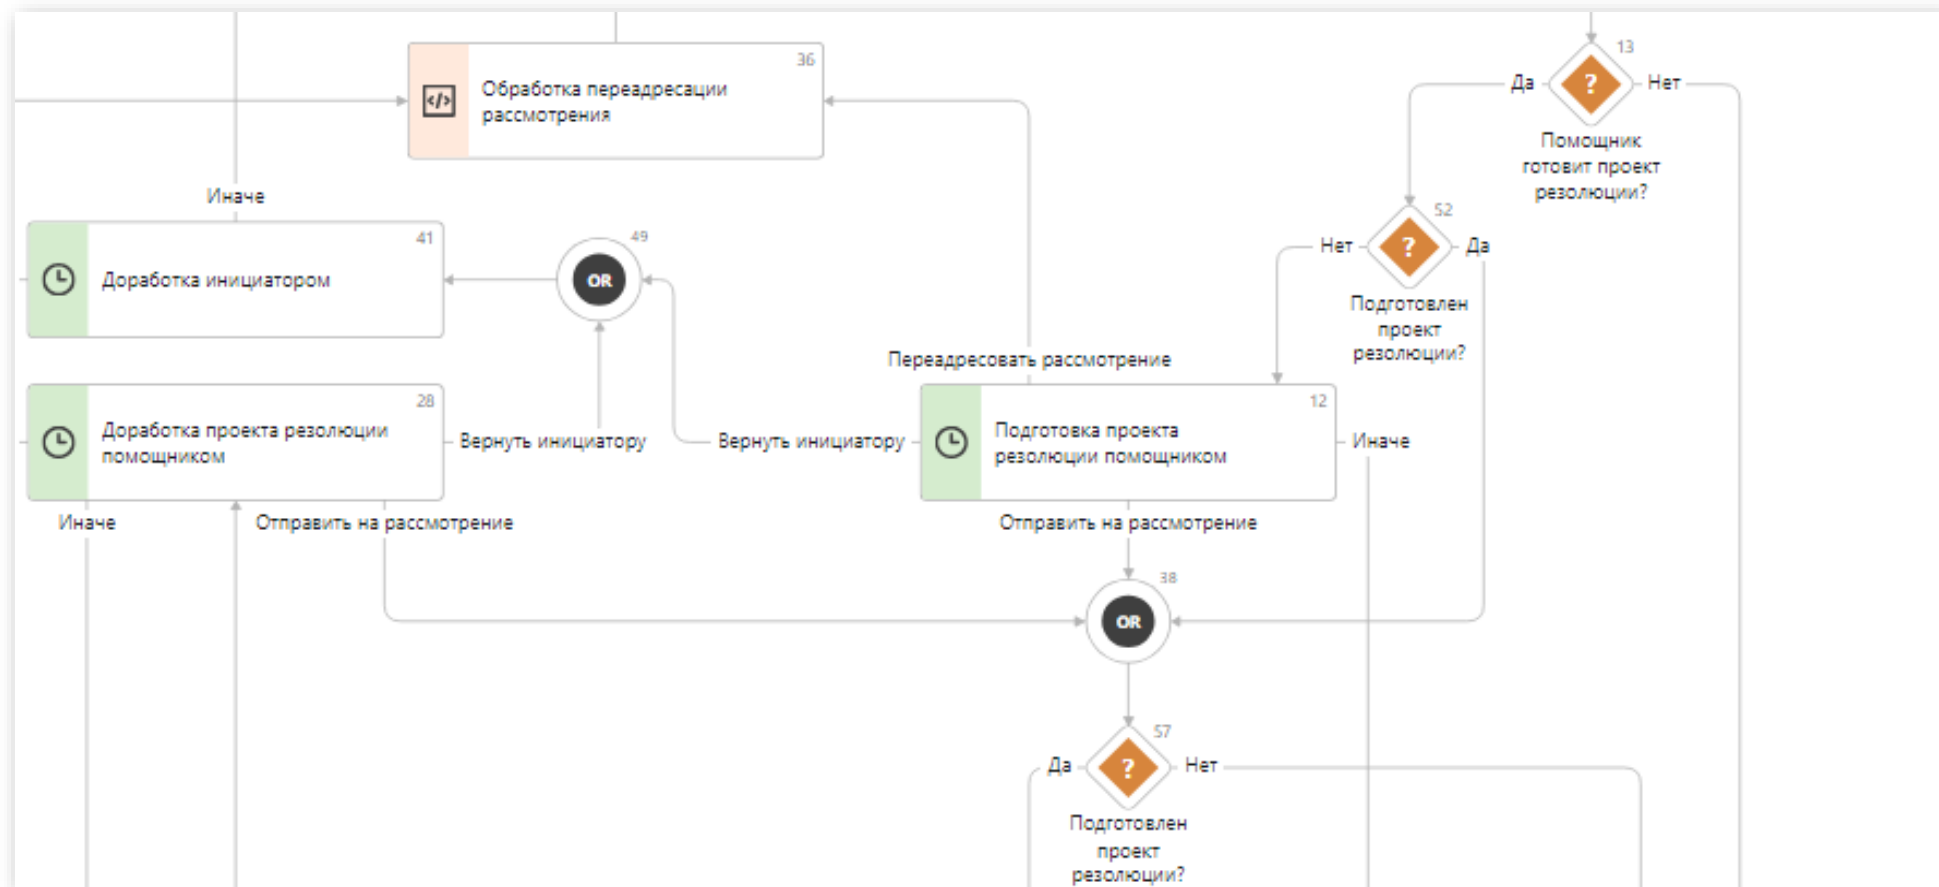 36
Обработка переадресации
рассмотрения
13
Да
?
Нет
Помощник
готовит проект
резолюции?
Иначе
41
Доработка инициатором
49
OR
52
Нет
?
Да
Подготовлен
проект
резолюции?
Переадресовать рассмотрение
28
Доработка проекта резолюции
помощником
Вернуть инициатору
Вернуть инициатору
12
Подготовка проекта
резолюции помощником
Иначе
Иначе
Отправить на рассмотрение
Отправить на рассмотрение
38
OR
57
Да
?
Нет
Подготовлен
проект
резолюции?